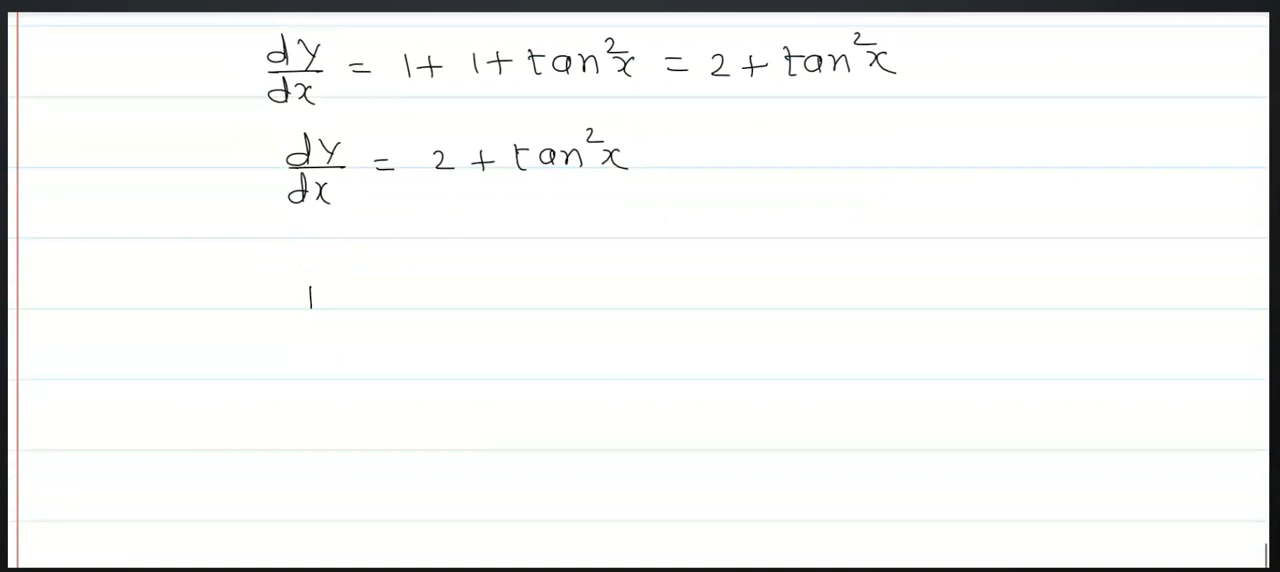 dy/dx = 1 + 1 + tan²x = 2 + tan²x
dy/dx = 2 + tan²x